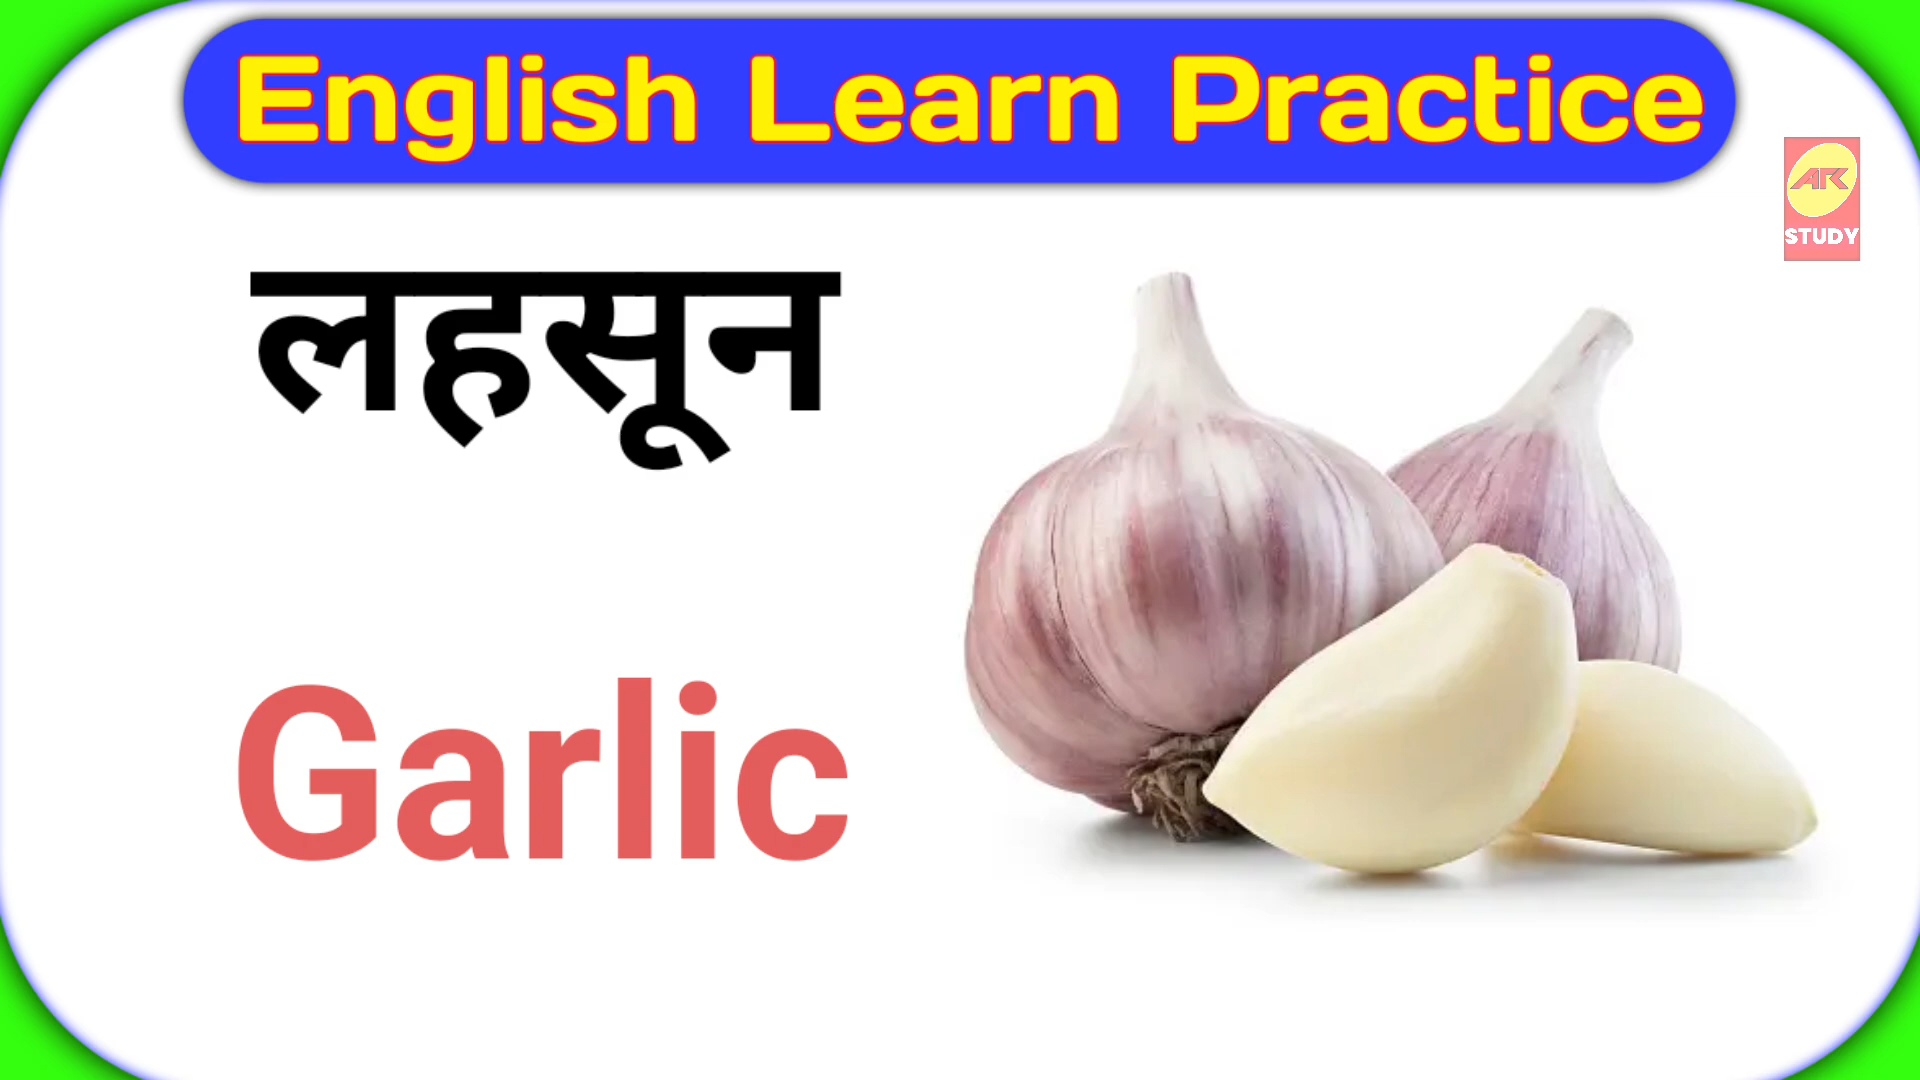 English Learn Practice
AK
STUDY
लहसून
Garlic